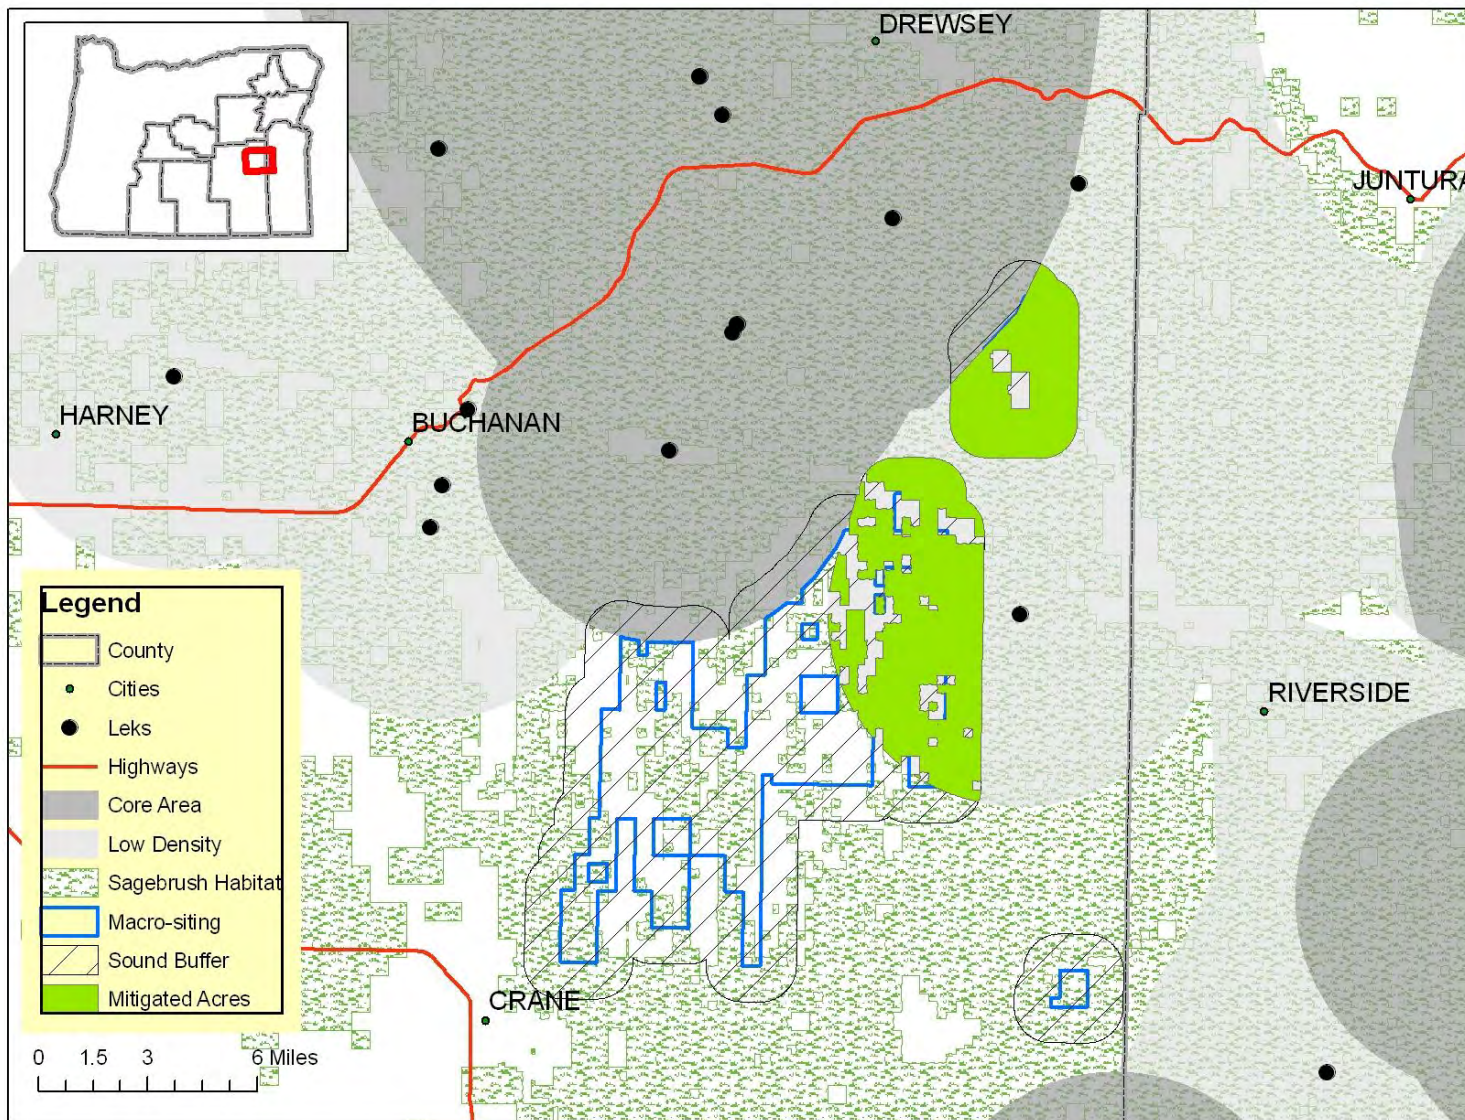 DREWSEY
JUNTURA
HARNEY
BUCHANAN
RIVERSIDE
CRANE
Legend
County
Cities
Leks
Highways
Core Area
Low Density
Sagebrush Habitat
Macro-siting
Sound Buffer
Mitigated Acres
0 1.5 3 6 Miles